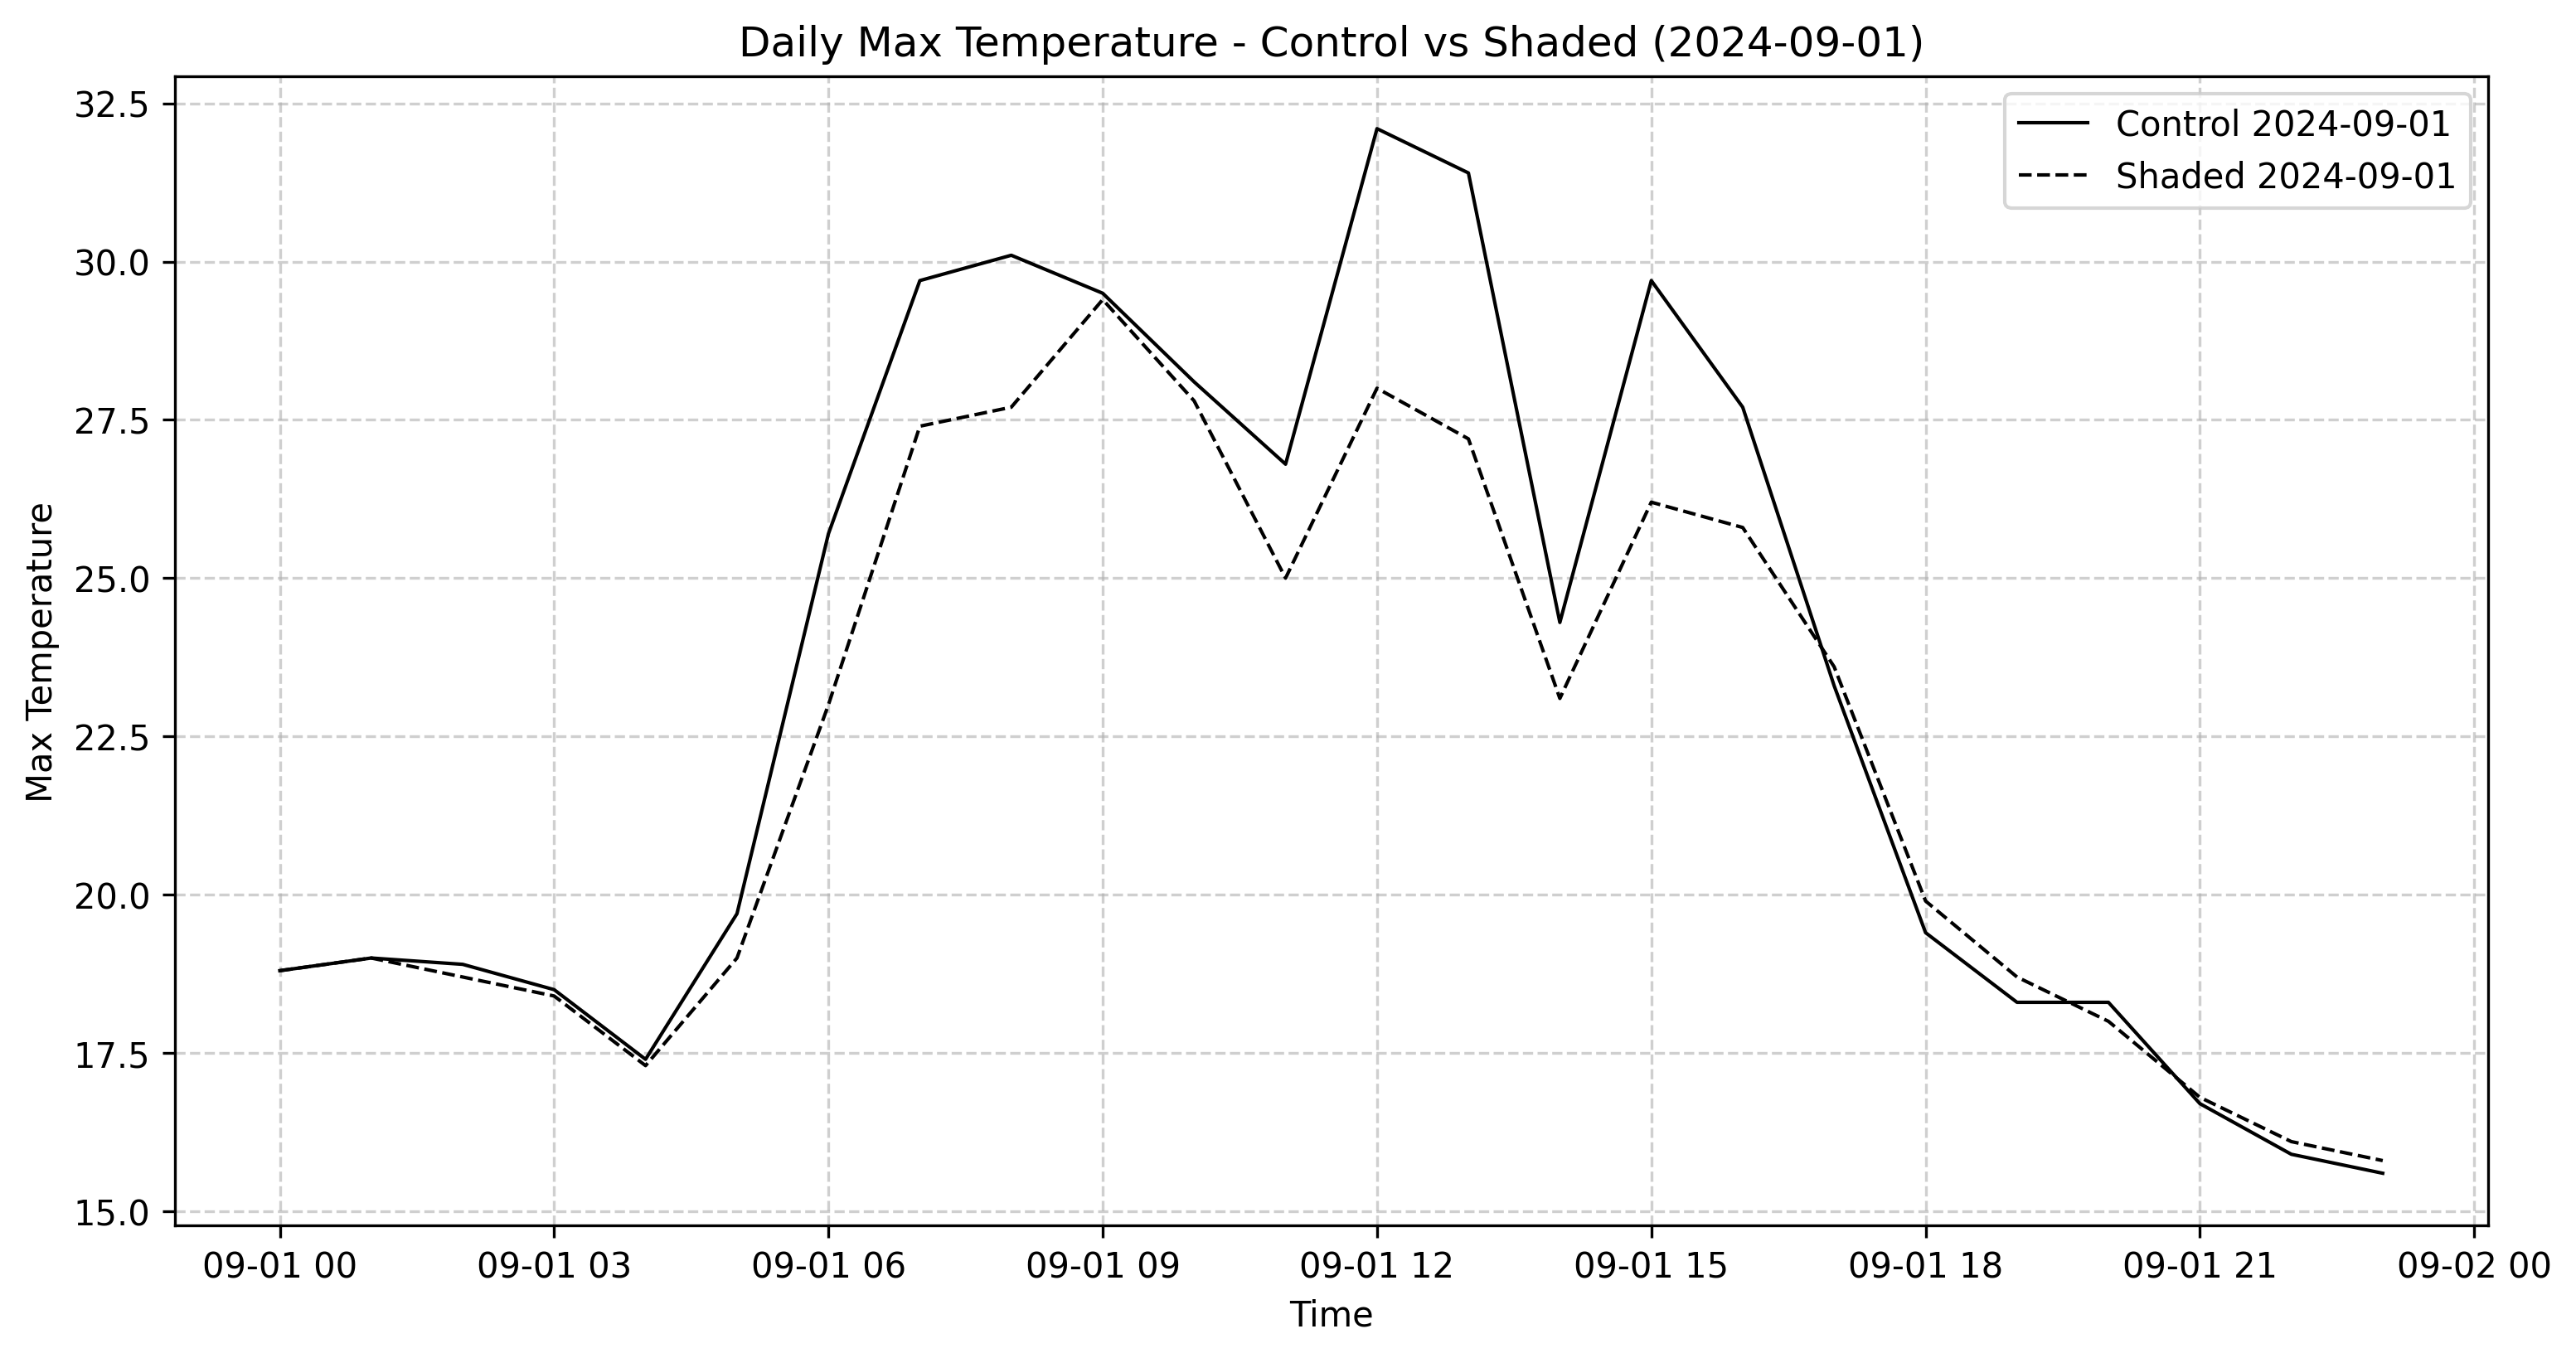 Daily Max Temperature - Control vs Shaded (2024-09-01)
Control 2024-09-01
Shaded 2024-09-01
Max Temperature
32.5
30.0
27.5
25.0
22.5
20.0
17.5
15.0
09-01 00 09-01 03 09-01 06 09-01 09 09-01 12 09-01 15 09-01 18 09-01 21 09-02 00
Time